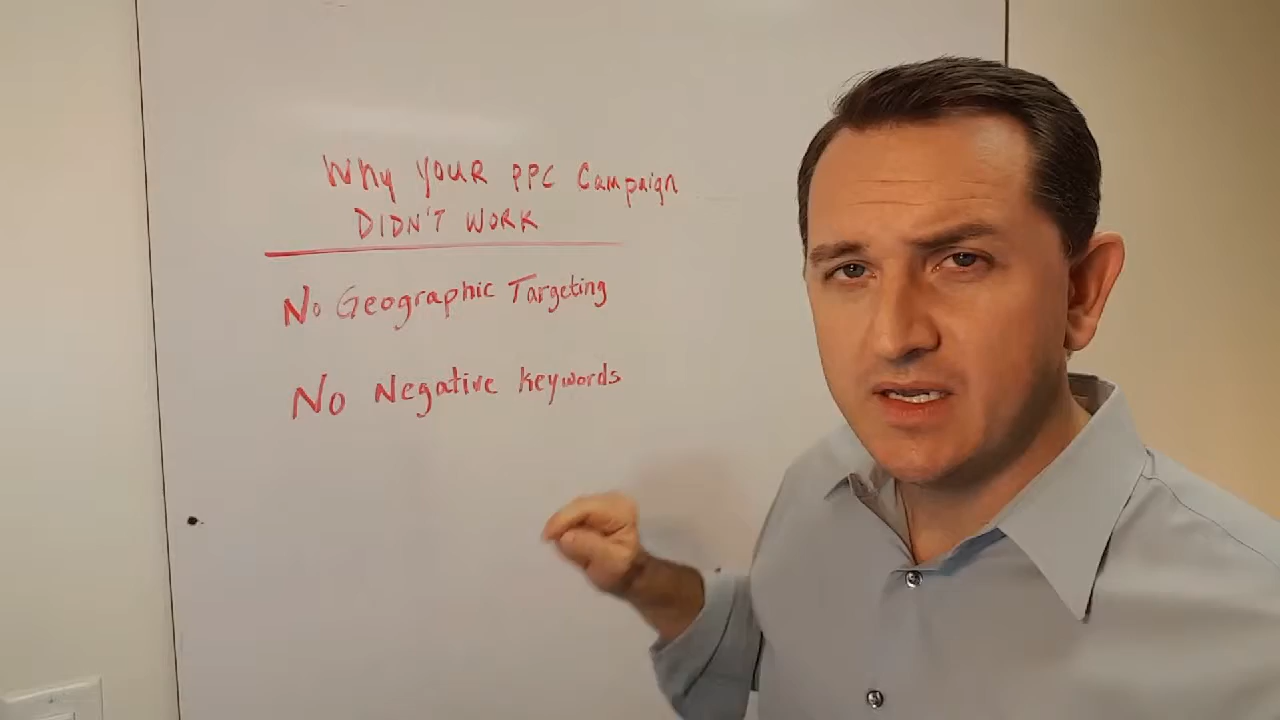 Why YOUR PPC Campaign
DIDN'T WORK
No Geographic Targeting
No Negative keywords